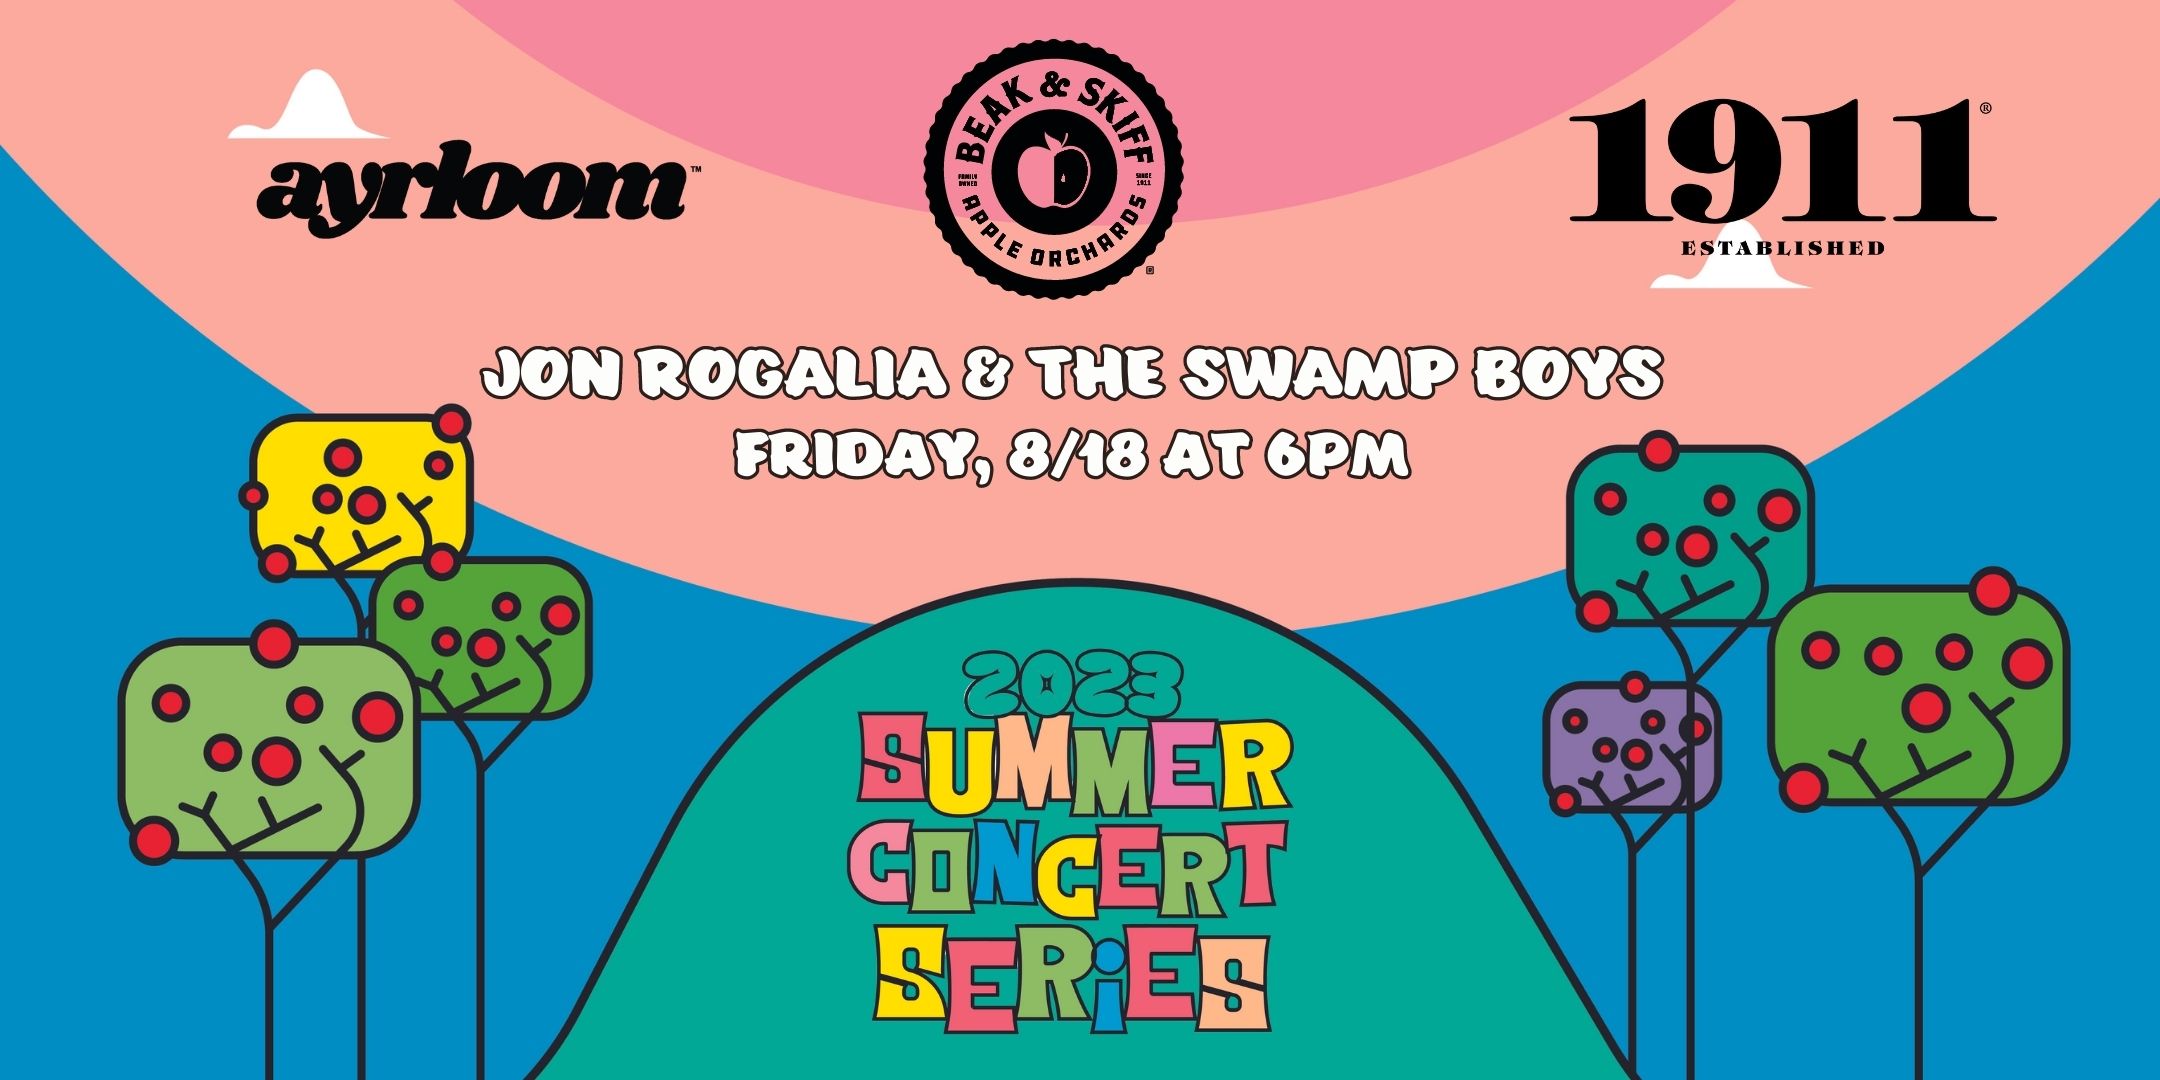 ayrloom™
BEAK & SKIFF
FAMILY OWNED
SINCE 1911
APPLE ORCHARDS
®
1911®
ESTABLISHED
JON ROGALIA & THE SWAMP BOYS
FRIDAY, 8/18 AT 6PM
2023
SUMMER
CONCERT
SERiES